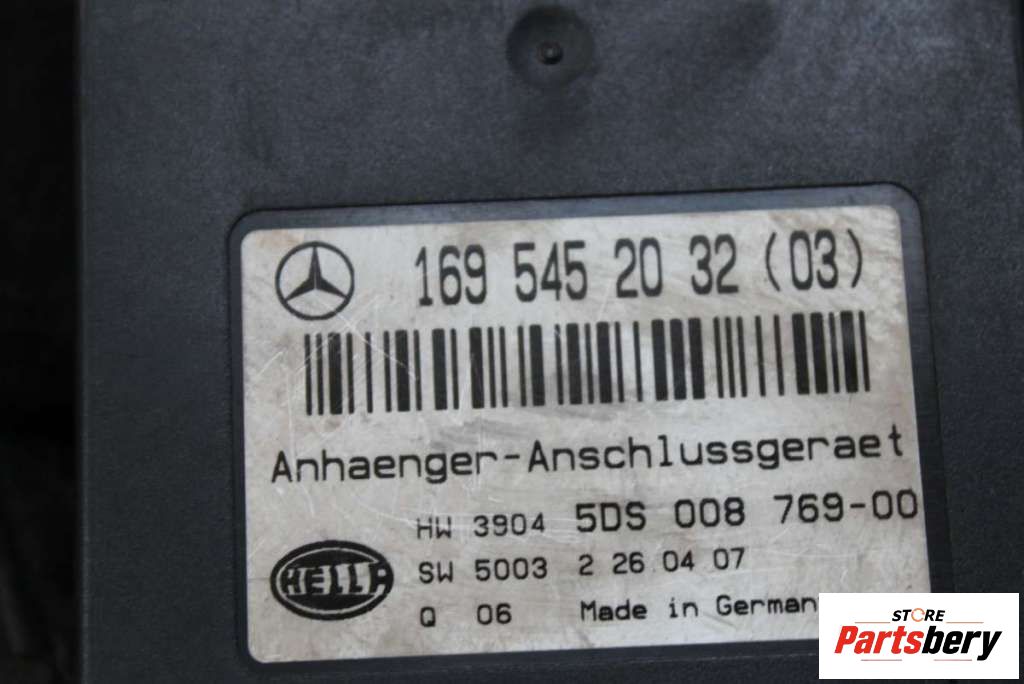 169 545 20 32 (03)
Anhaenger-Anschlussgeraet
HW 3904 5DS 008 769-00
HELLA SW 5003 2 26 04 07
Q 06 Made in German
STORE
Partsbery